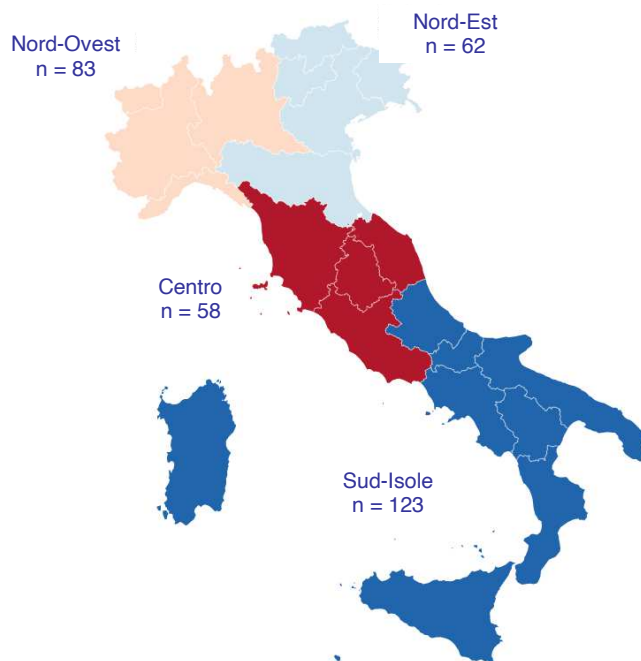 Nord-Ovest
n = 83
Nord-Est
n = 62
Centro
n = 58
Sud-Isole
n = 123